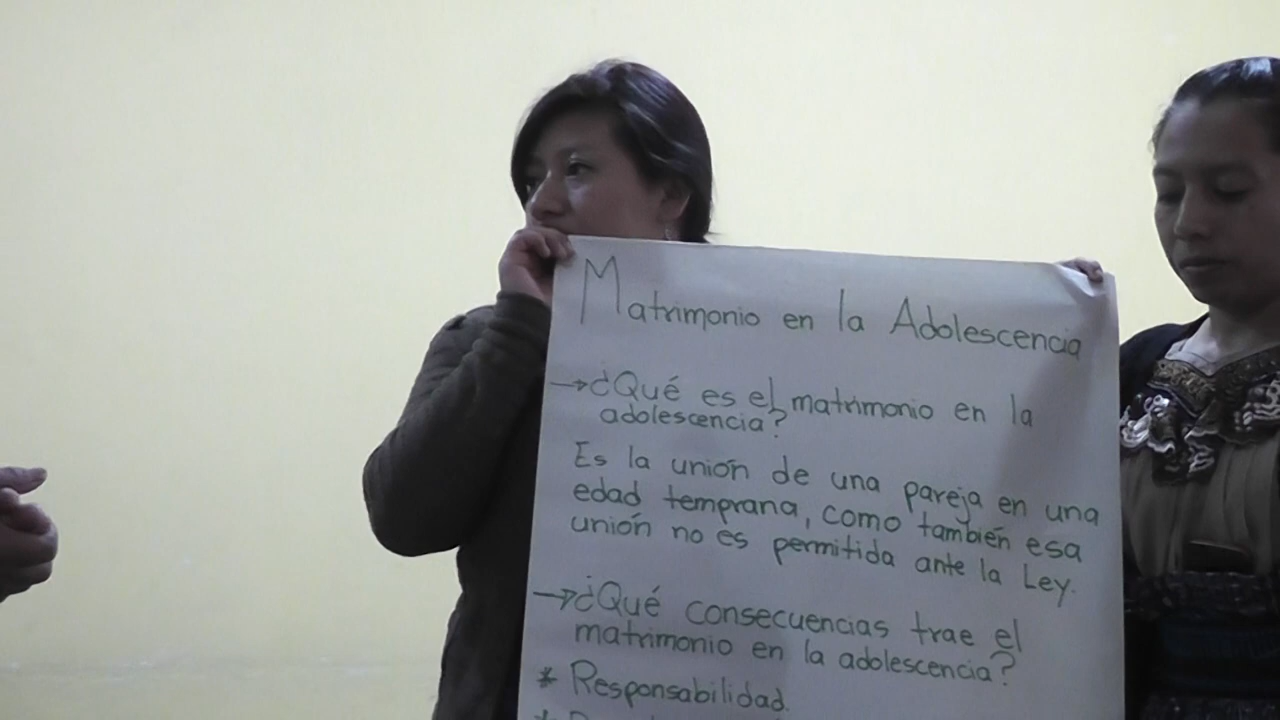 Matrimonio en la Adolescencia
→¿Qué es el matrimonio en la
adolescencia?
Es la unión de una pareja en una
edad temprana, como también esa
unión no es permitida ante la Ley.
→¿Qué consecuencias trae el
matrimonio en la adolescencia?
* Responsabilidad.
*